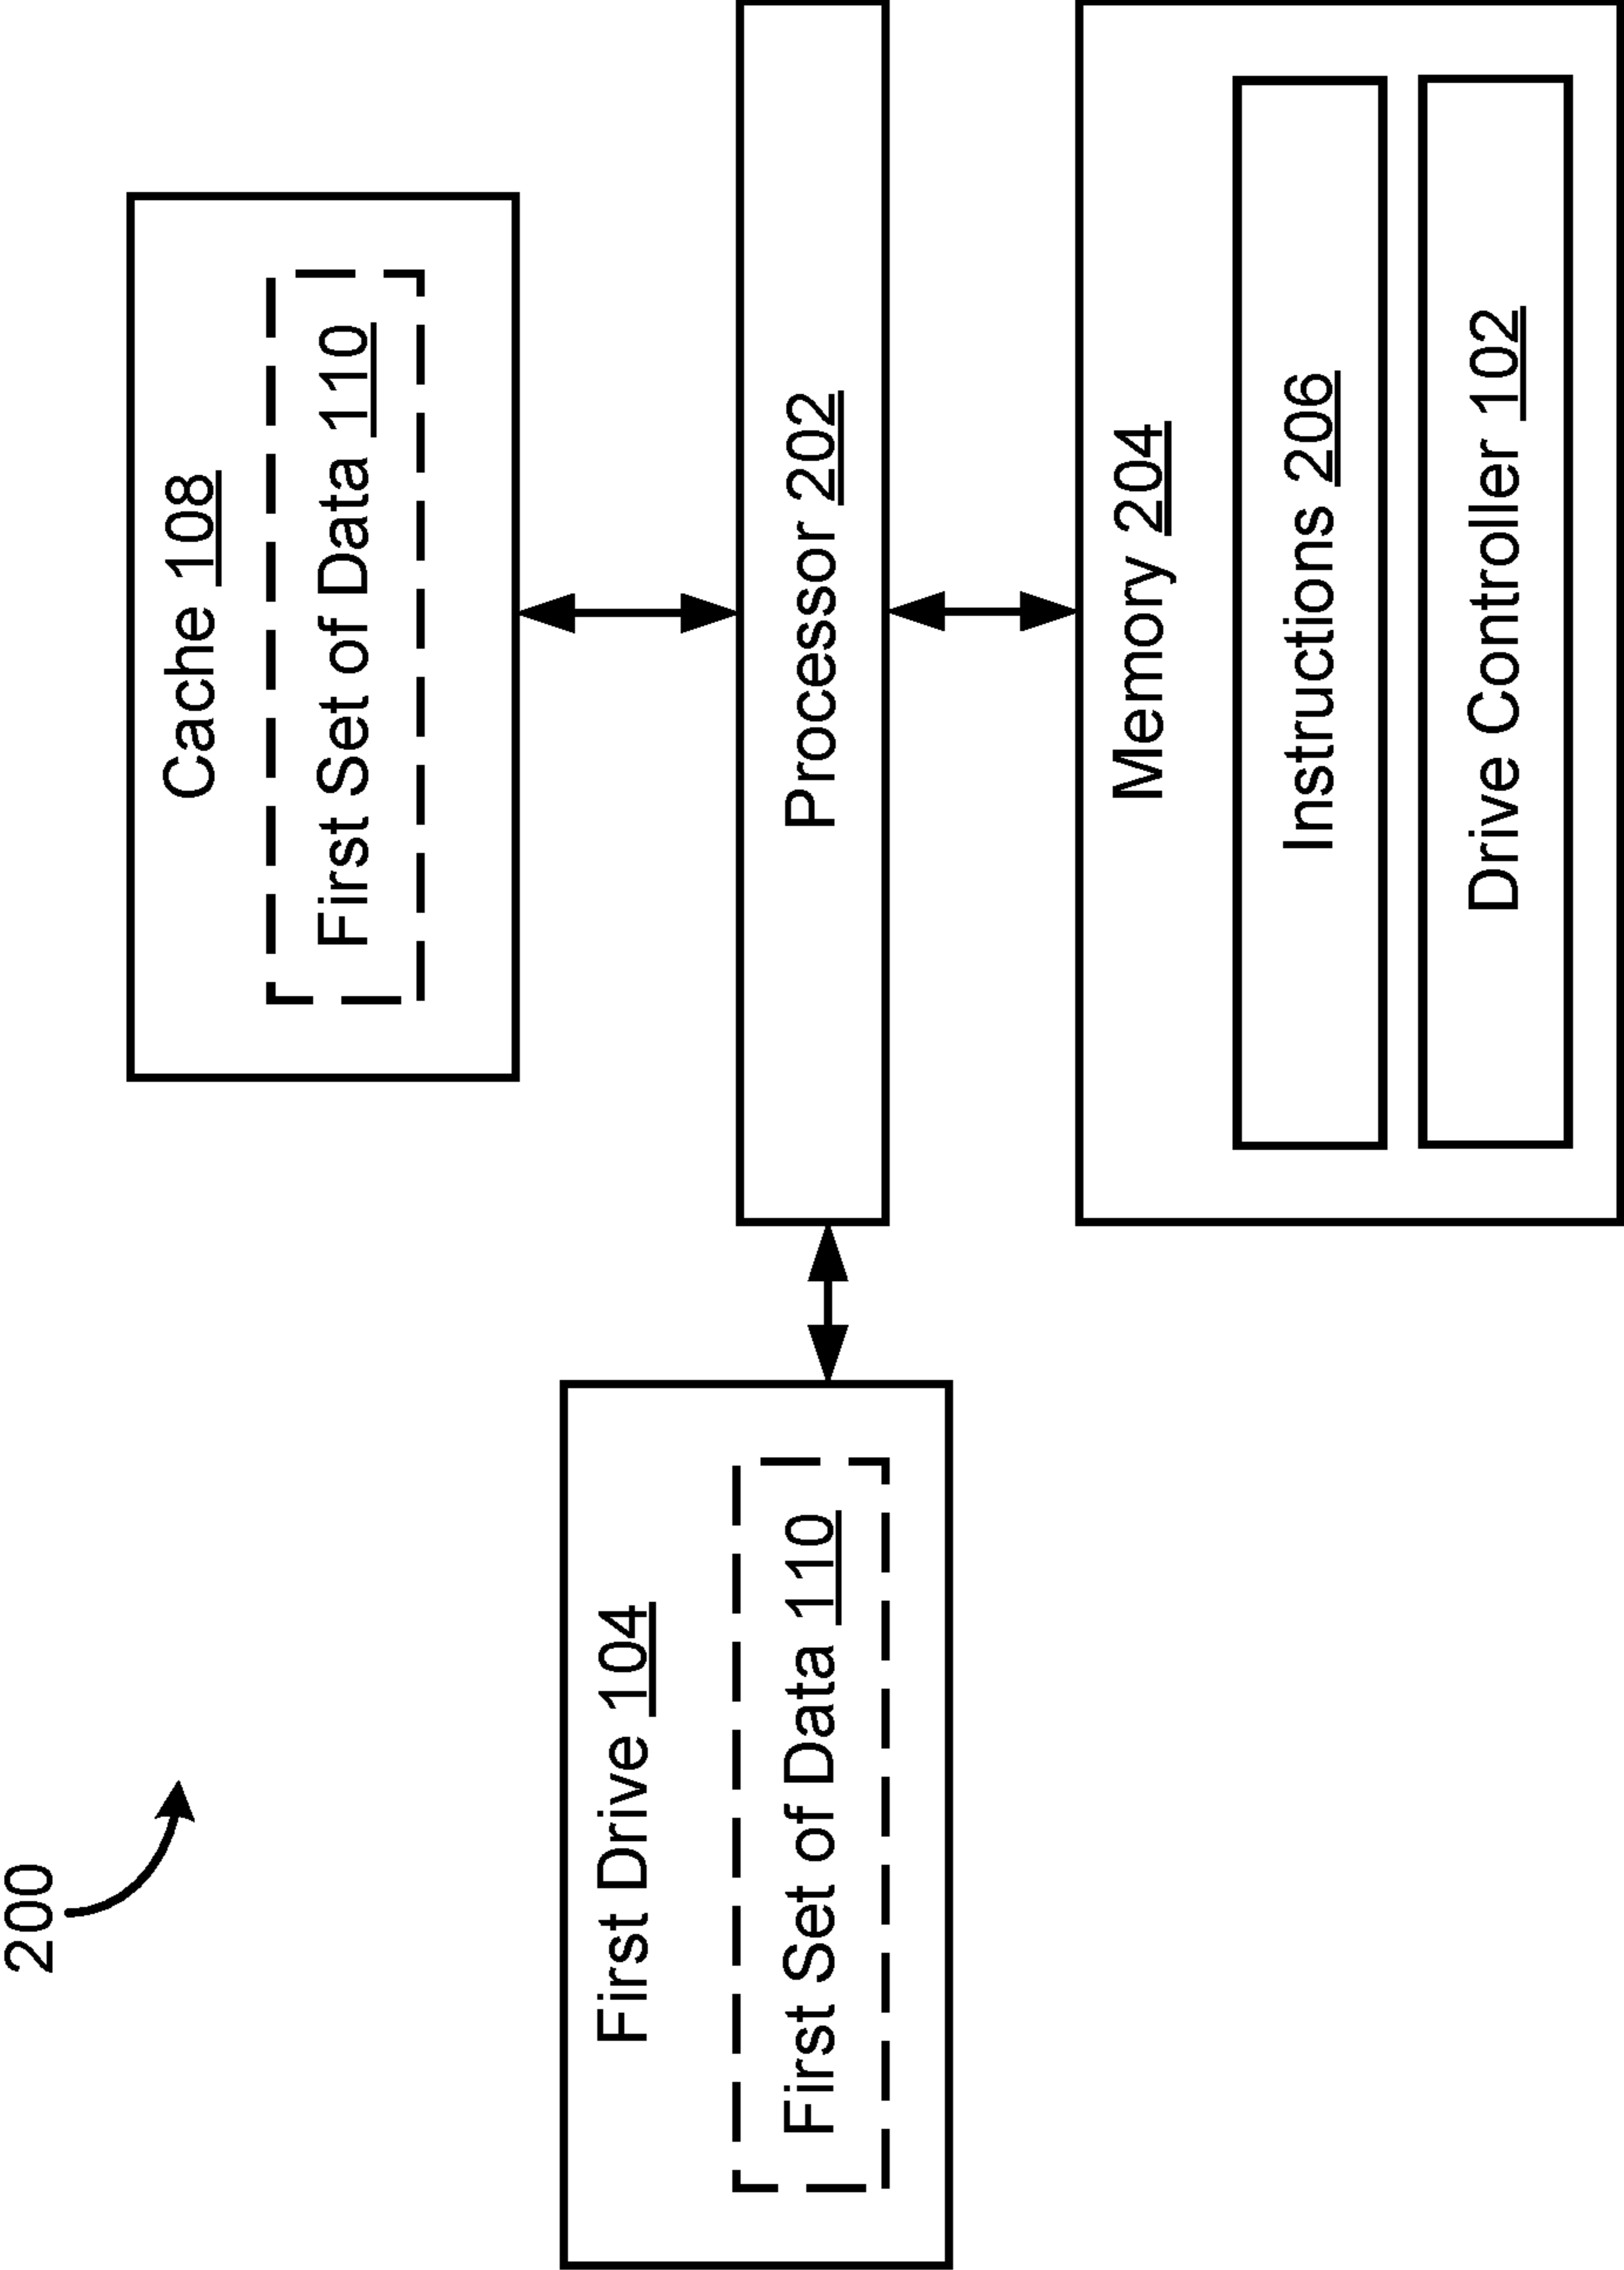 200
Cache 108
First Set of Data 110
First Drive 104
First Set of Data 110
Processor 202
Memory 204
Instructions 206
Drive Controller 102